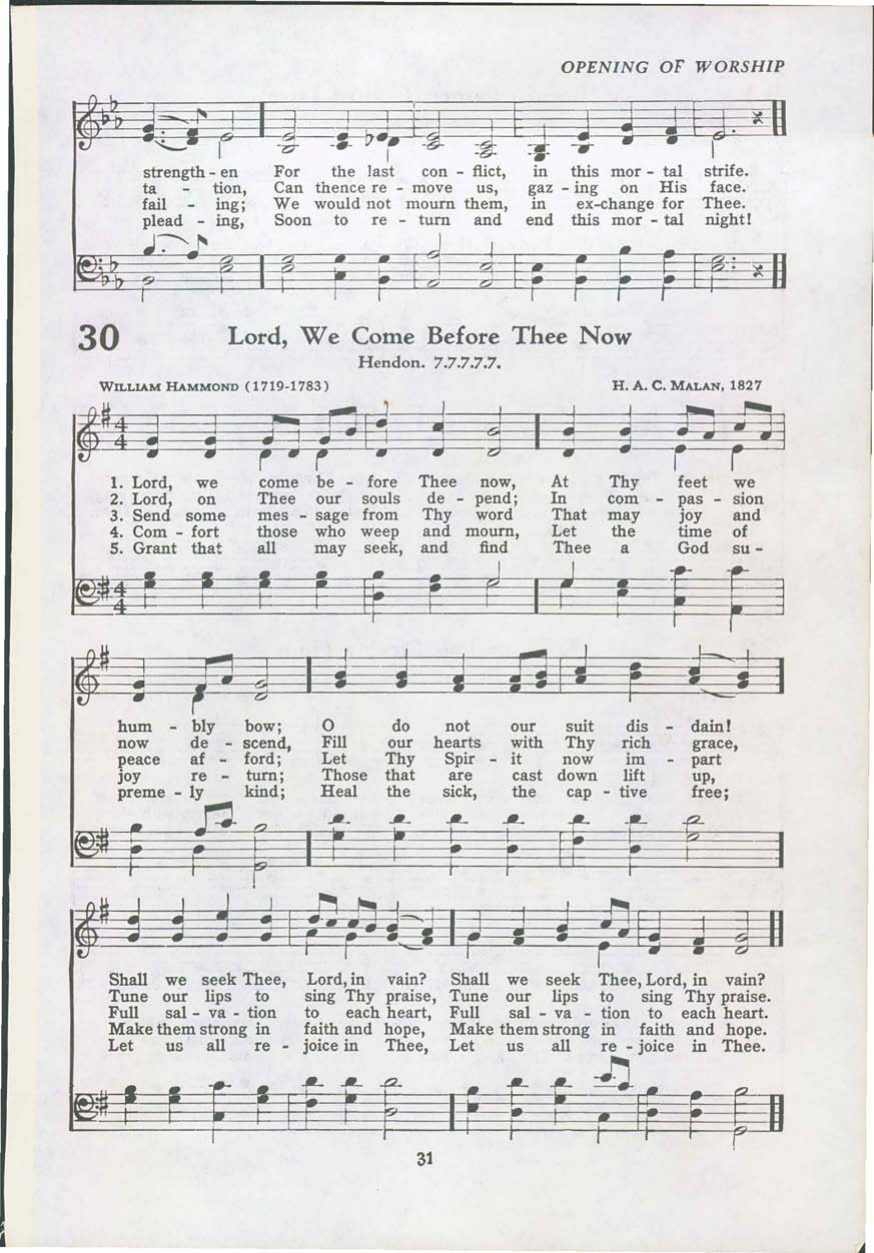 OPENING OF WORSHIP
strength - en For the last con - flict, in this mor - tal strife.
ta - tion, Can thence re - move us, gaz - ing on His face.
fail - ing; We would not mourn them, in ex-change for Thee.
plead - ing, Soon to re - turn and end this mor - tal night!
30 Lord, We Come Before Thee Now
Hendon. 7.7.7.7.7.
WILLIAM HAMMOND (1719-1783) H. A. C. MALAN, 1827
4
4
1. Lord, we come be - fore Thee now, At Thy feet we
2. Lord, on Thee our souls de - pend; In com - pas - sion
3. Send some mes - sage from Thy word That may joy and
4. Com - fort those who weep and mourn, Let the time of
5. Grant that all may seek, and find Thee a God su -
4
4
hum - bly bow; O do not our suit dis - dain!
now de - scend, Fill our hearts with Thy rich grace,
peace af - ford; Let Thy Spir - it now im - part
joy re - turn; Those that are cast down lift up,
preme - ly kind; Heal the sick, the cap - tive free;
Shall we seek Thee, Lord, in vain? Shall we seek Thee, Lord, in vain?
Tune our lips to sing Thy praise, Tune our lips to sing Thy praise.
Full sal - va - tion to each heart, Full sal - va - tion to each heart.
Make them strong in faith and hope, Make them strong in faith and hope.
Let us all re - joice in Thee, Let us all re - joice in Thee.
31